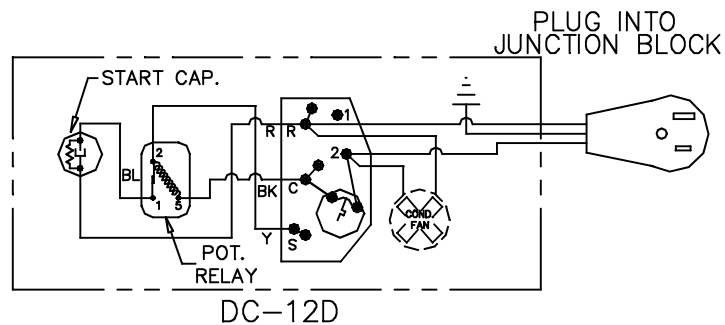 PLUG INTO
JUNCTION BLOCK
START CAP.
1
R R
2
2
BL
BK C
1 5
COND.
FAN
Y S
POT.
RELAY
DC-12D